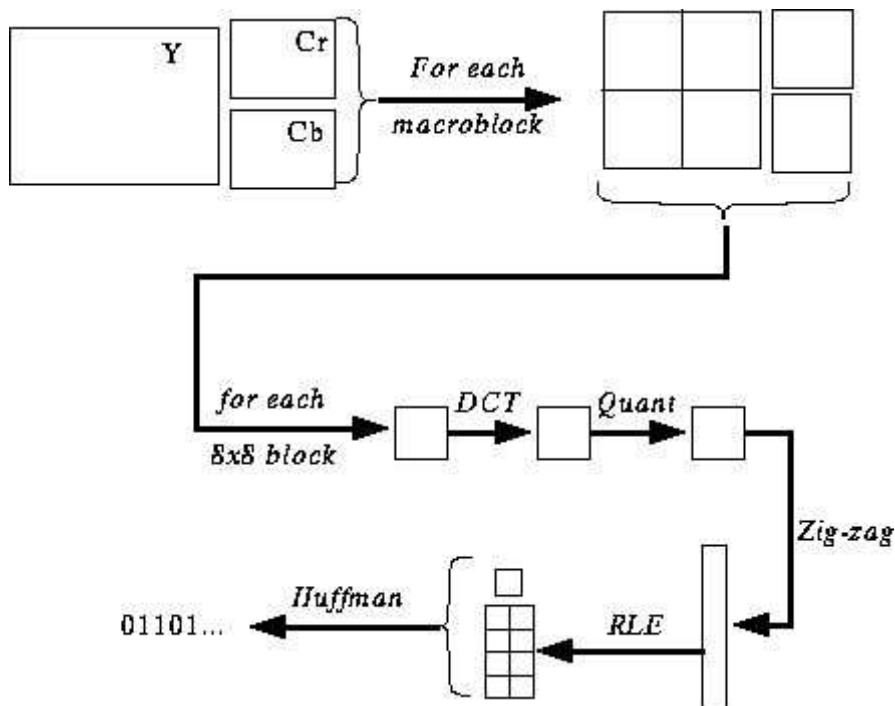 Y
Cr
Cb
For each
macroblock
for each
8x8 block
DCT
Quant
Zig-zag
RLE
Huffman
01101...